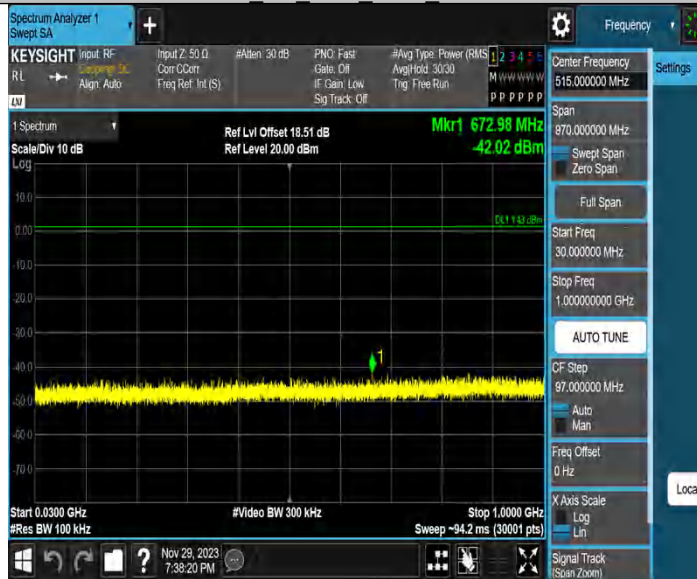 Spectrum Analyzer 1
Swept SA
Frequency
Settings
KEYSIGHT
RL
Input: RF
Coupling: DC
Align: Auto
Input Z: 50 Ω
Corr CCorr
Freq Ref: Int (S)
#Atten: 30 dB
PNO: Fast
Gate: Off
IF Gain: Low
Sig Track: Off
#Avg Type: Power (RMS
Avg|Hold: 30/30
Trig: Free Run
1 2 3 4 5 6
M W W W W W
P P P P P P
LXI
1 Spectrum
Scale/Div 10 dB
Log
Ref Lvl Offset 18.51 dB
Ref Level 20.00 dBm
Mkr1 672.98 MHz
-42.02 dBm
10.0
0.00
-10.0
-20.0
-30.0
-40.0
-50.0
-60.0
-70.0
DL1 1.43 dBm
1
Start 0.0300 GHz
#Res BW 100 kHz
#Video BW 300 kHz
Stop 1.0000 GHz
Sweep ~94.2 ms (30001 pts)
Nov 29, 2023
7:38:20 PM
Center Frequency
515.000000 MHz
Span
970.000000 MHz
Swept Span
Zero Span
Full Span
Start Freq
30.000000 MHz
Stop Freq
1.000000000 GHz
AUTO TUNE
CF Step
97.000000 MHz
Auto
Man
Freq Offset
0 Hz
X Axis Scale
Log
Lin
Signal Track
(Span Zoom)
Loca